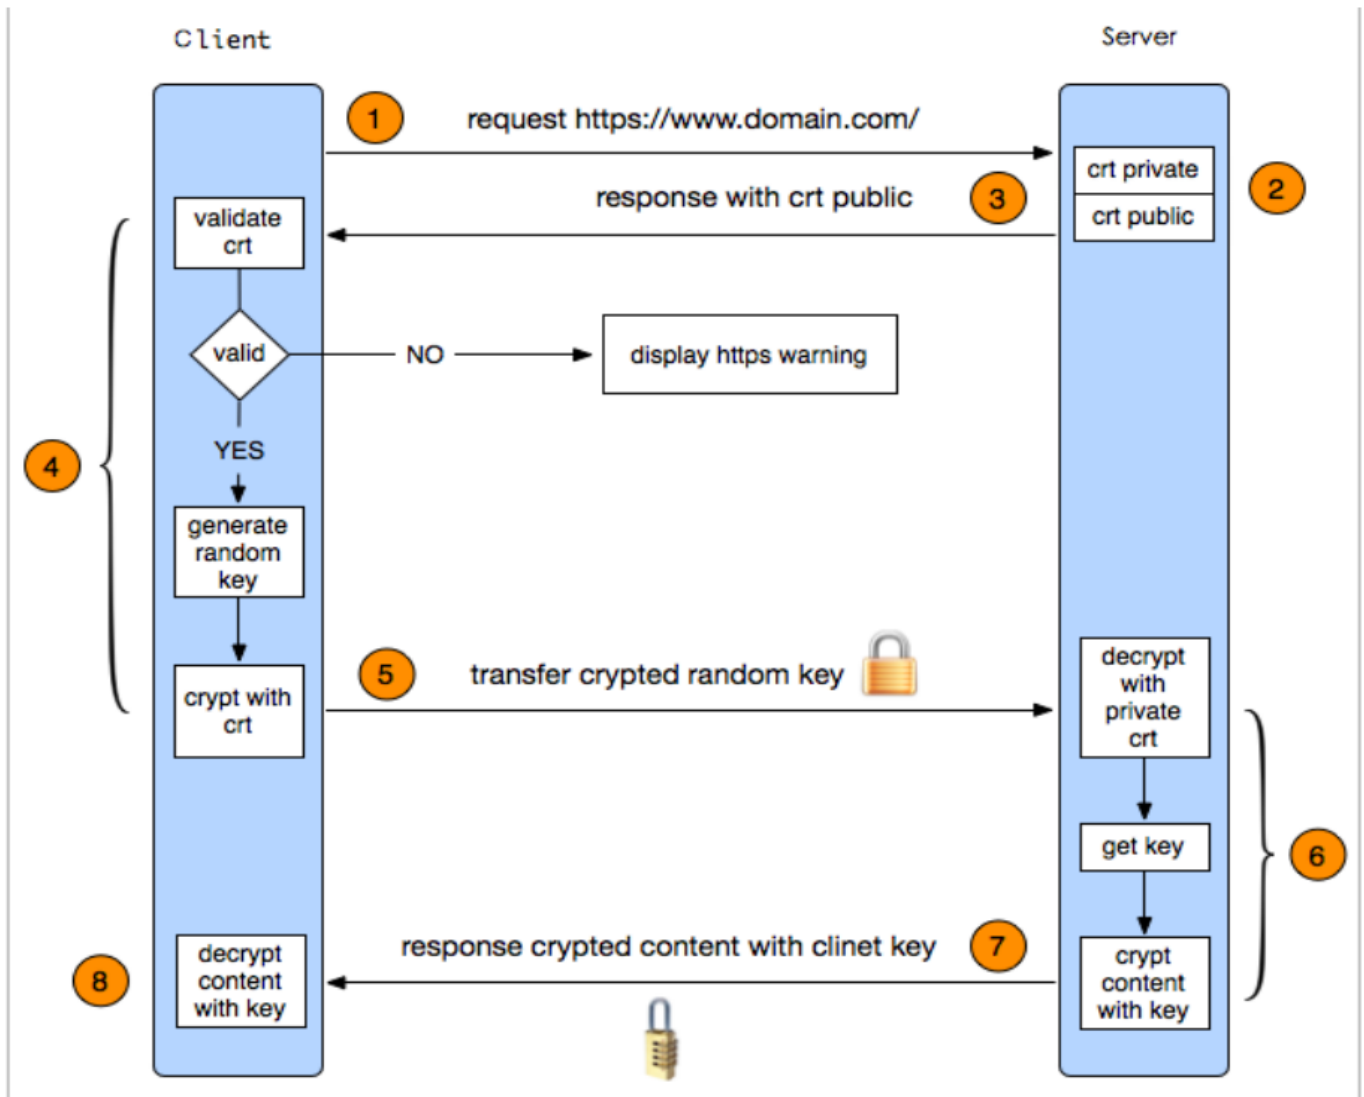 Client
Server
1
request https://www.domain.com/
crt private
2
response with crt public
3
crt public
validate
crt
valid
NO
display https warning
YES
4
generate
random
key
5
transfer crypted random key
crypt with
crt
decrypt
with
private
crt
get key
6
response crypted content with clinet key
7
crypt
content
with key
8
decrypt
content
with key